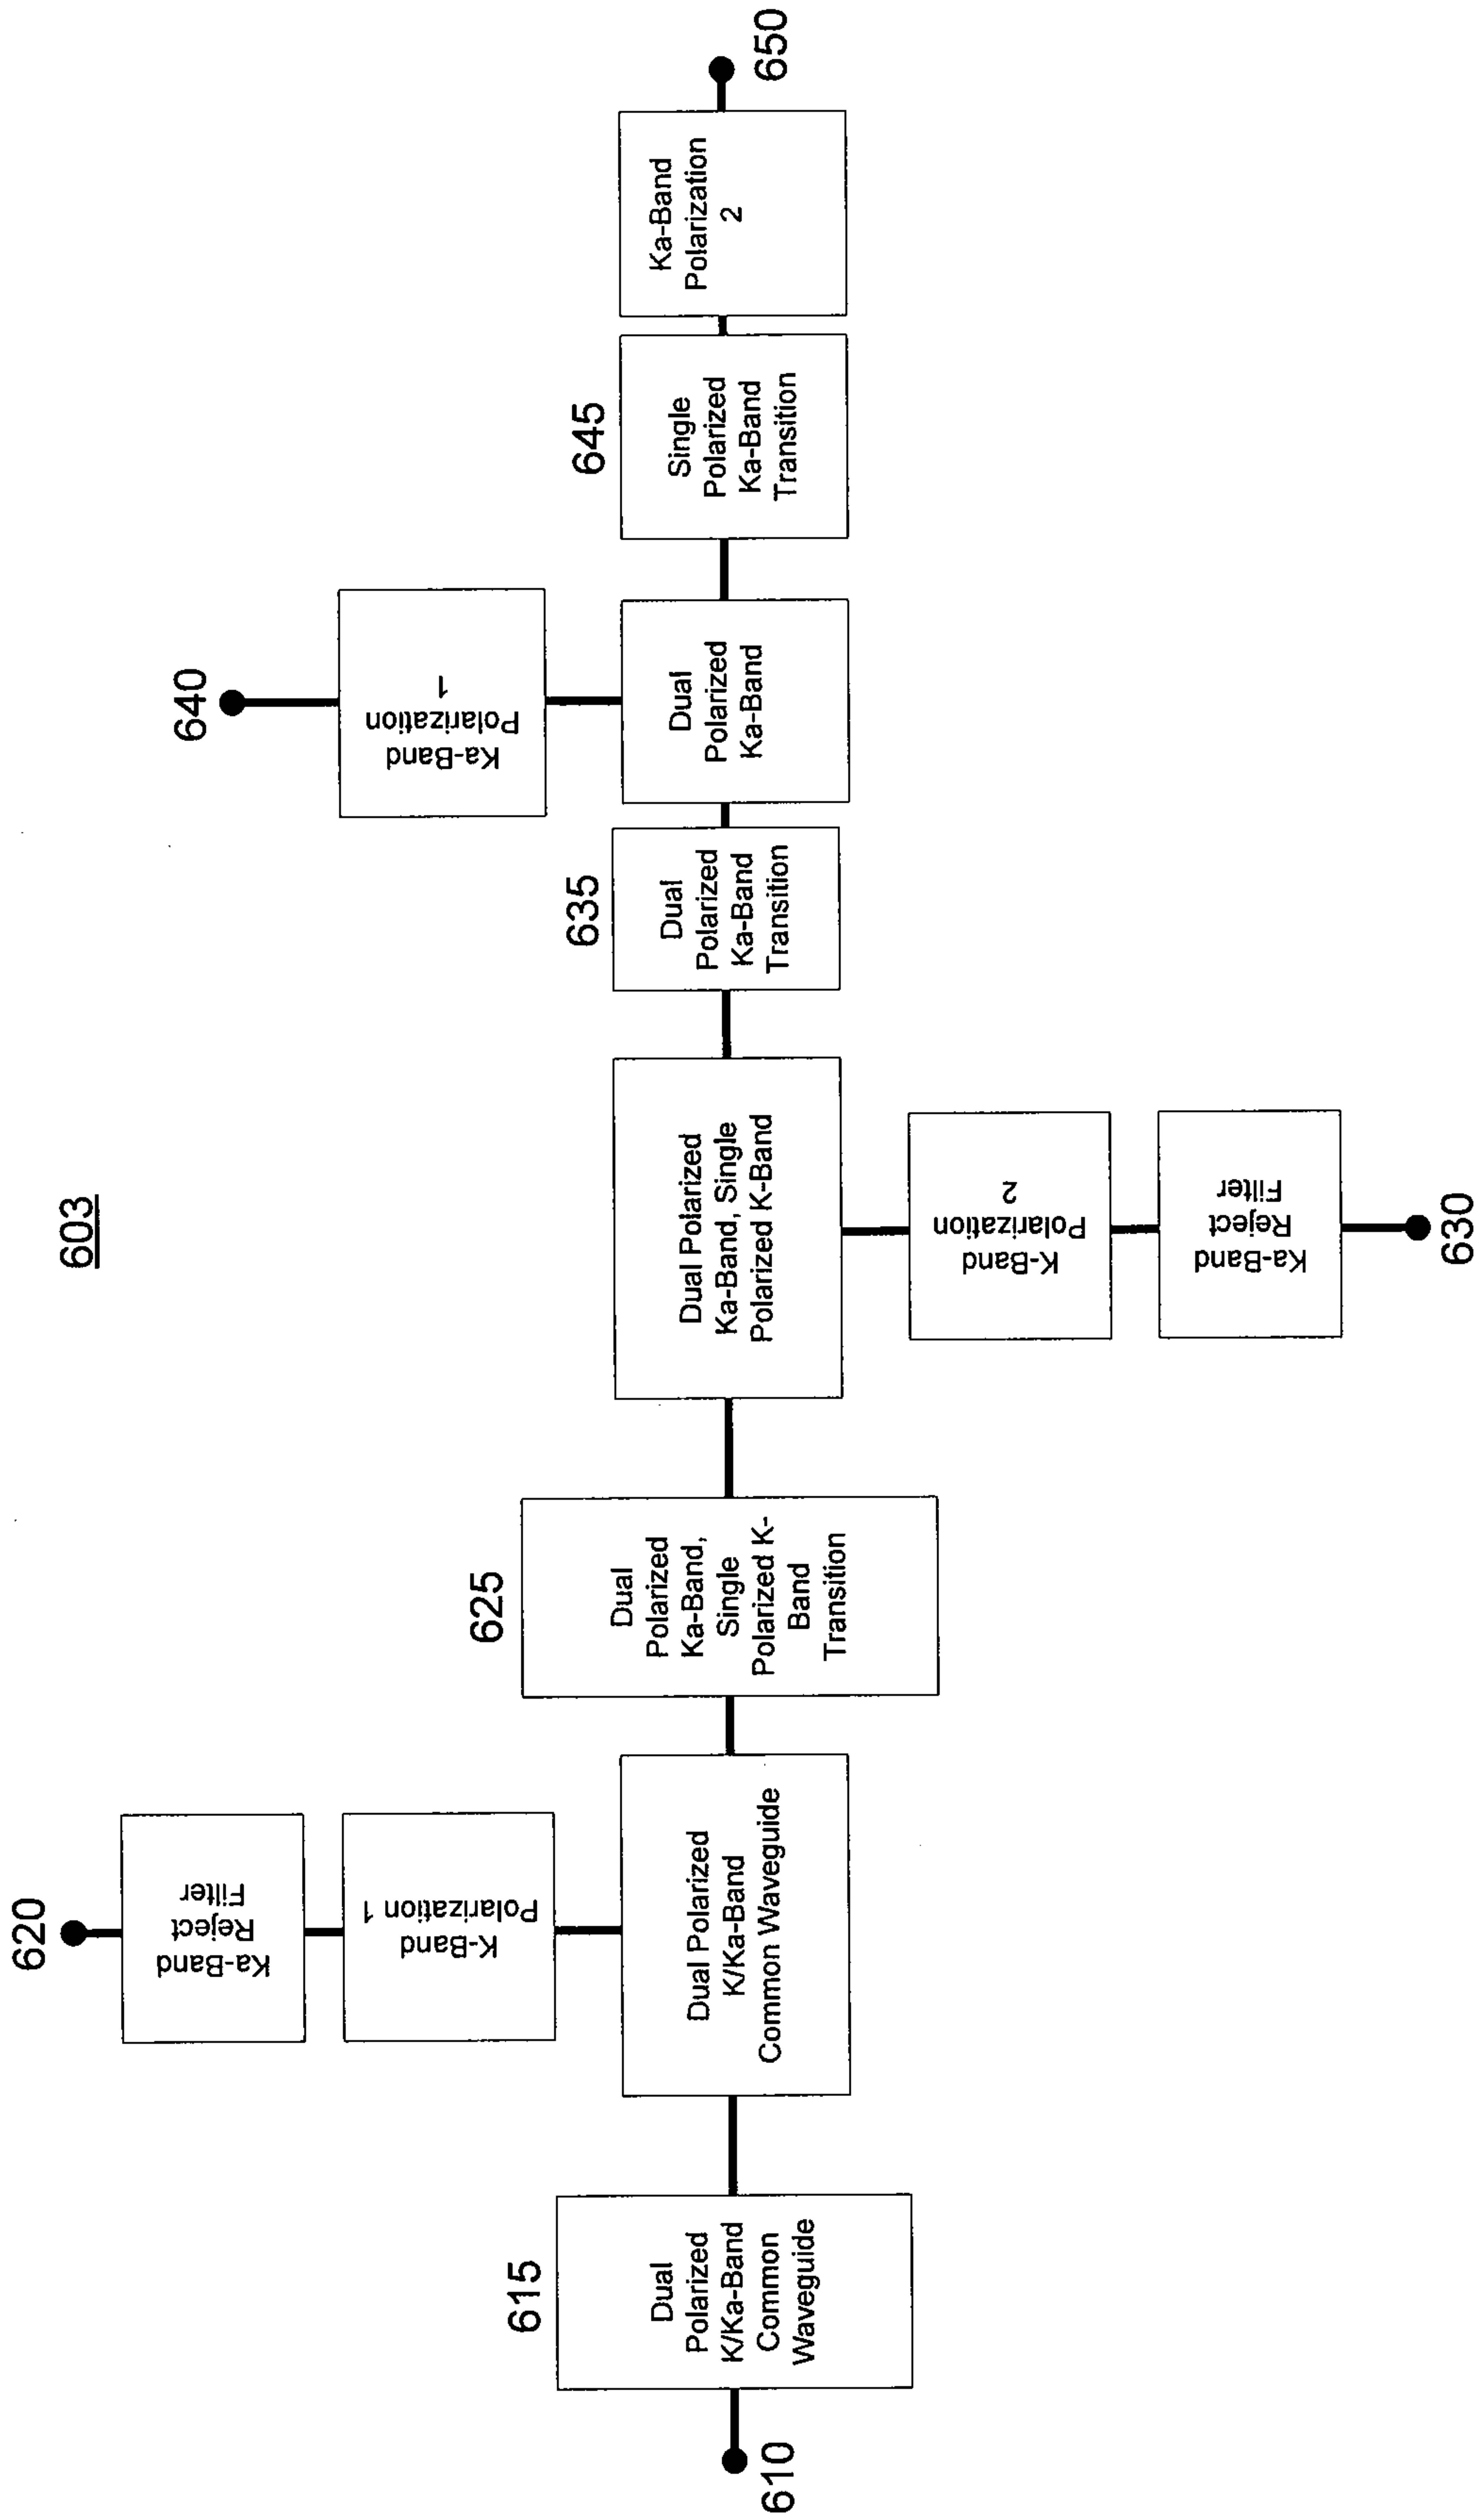 603
610
615
Dual
Polarized
K/Ka-Band
Common
Waveguide
Dual Polarized
K/Ka-Band
Common Waveguide
K-Band
Polarization 1
Ka-Band
Reject
Filter
620
625
Dual
Polarized
Ka-Band,
Single
Polarized K-
Band
Transition
Dual Polarized
Ka-Band, Single
Polarized K-Band
K-Band
Polarization
2
Ka-Band
Reject
Filter
630
635
Dual
Polarized
Ka-Band
Transition
Dual
Polarized
Ka-Band
Ka-Band
Polarization
1
640
645
Single
Polarized
Ka-Band
Transition
Ka-Band
Polarization
2
650